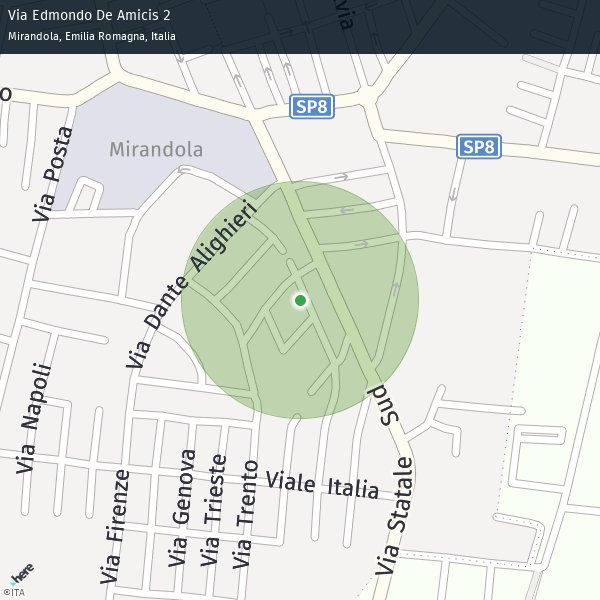 Via Edmondo De Amicis 2
Mirandola, Emilia Romagna, Italia
via
o
SP8
SP8
Mirandola
Via Posta
Via Dante Alighieri
Via Napoli
Via Statale Sud
Viale Italia
Via Firenze
Via Genova
Via Trieste
Via Trento
here
©ITA